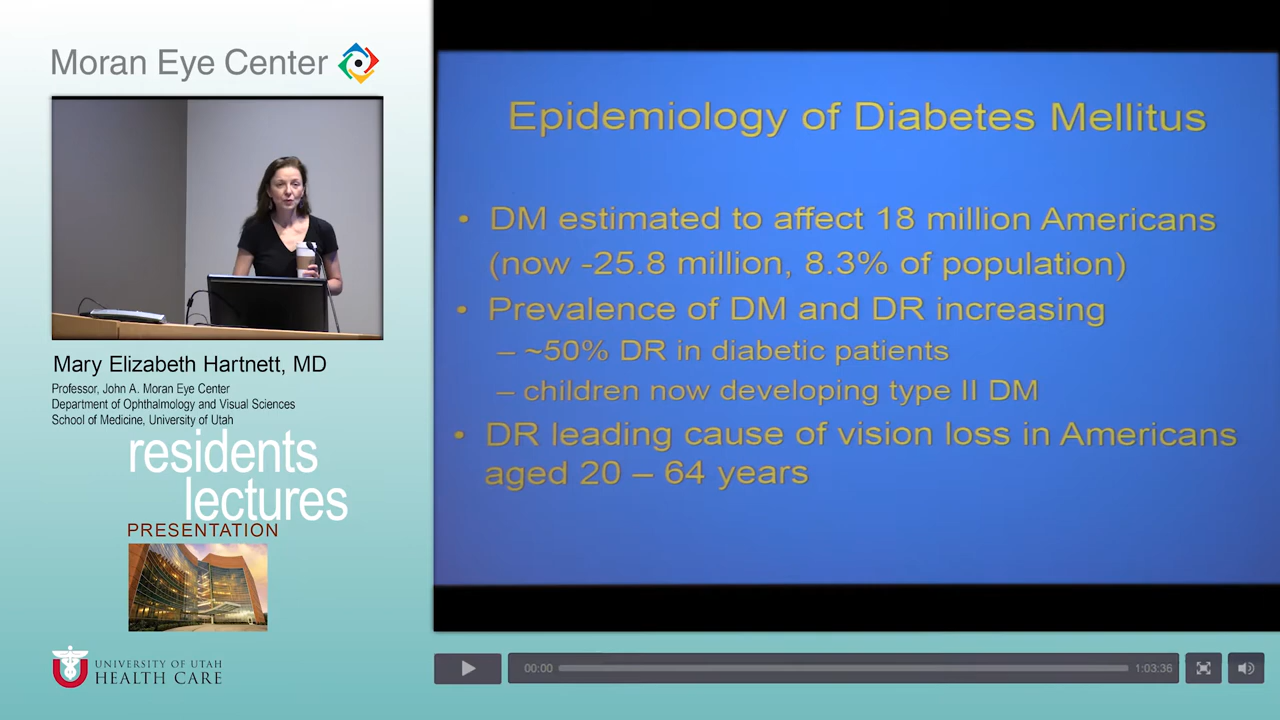 Moran Eye Center
Mary Elizabeth Hartnett, MD
Professor, John A. Moran Eye Center
Department of Ophthalmology and Visual Sciences
School of Medicine, University of Utah
residents
lectures
PRESENTATION
UNIVERSITY OF UTAH
HEALTH CARE
Epidemiology of Diabetes Mellitus
• DM estimated to affect 18 million Americans
(now -25.8 million, 8.3% of population)
• Prevalence of DM and DR increasing
– ~50% DR in diabetic patients
– children now developing type II DM
• DR leading cause of vision loss in Americans
aged 20 – 64 years
00:00
1:03:36